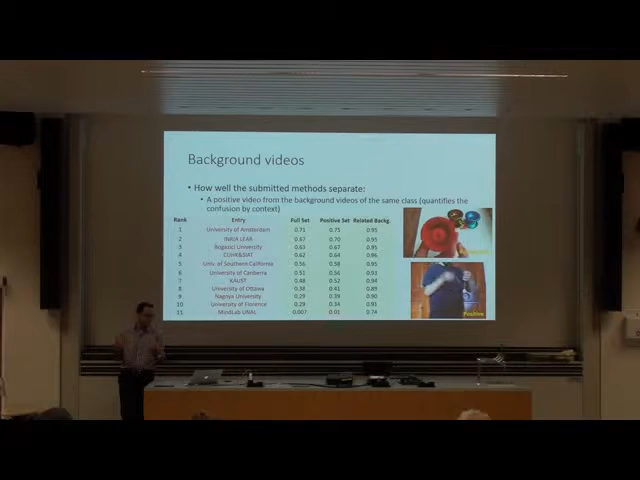 Background videos
• How well the submitted methods separate:
• A positive video from the background videos of the same class (quantifies the
confusion by context)
Rank Entry Full Set Positive Set Related Backg.
1 University of Amsterdam 0.71 0.75 0.95
2 INRIA LEAR 0.67 0.70 0.95
3 Bogazici University 0.63 0.67 0.95
4 CUHK&SIAT 0.62 0.64 0.96
5 Univ. of Southern California 0.56 0.58 0.95
6 University of Canberra 0.51 0.56 0.93
7 KAUST 0.48 0.52 0.94
8 University of Ottawa 0.38 0.41 0.89
9 Nagoya University 0.29 0.39 0.90
10 University of Florence 0.29 0.34 0.91
11 MindLab UNAL 0.007 0.01 0.74
Positive